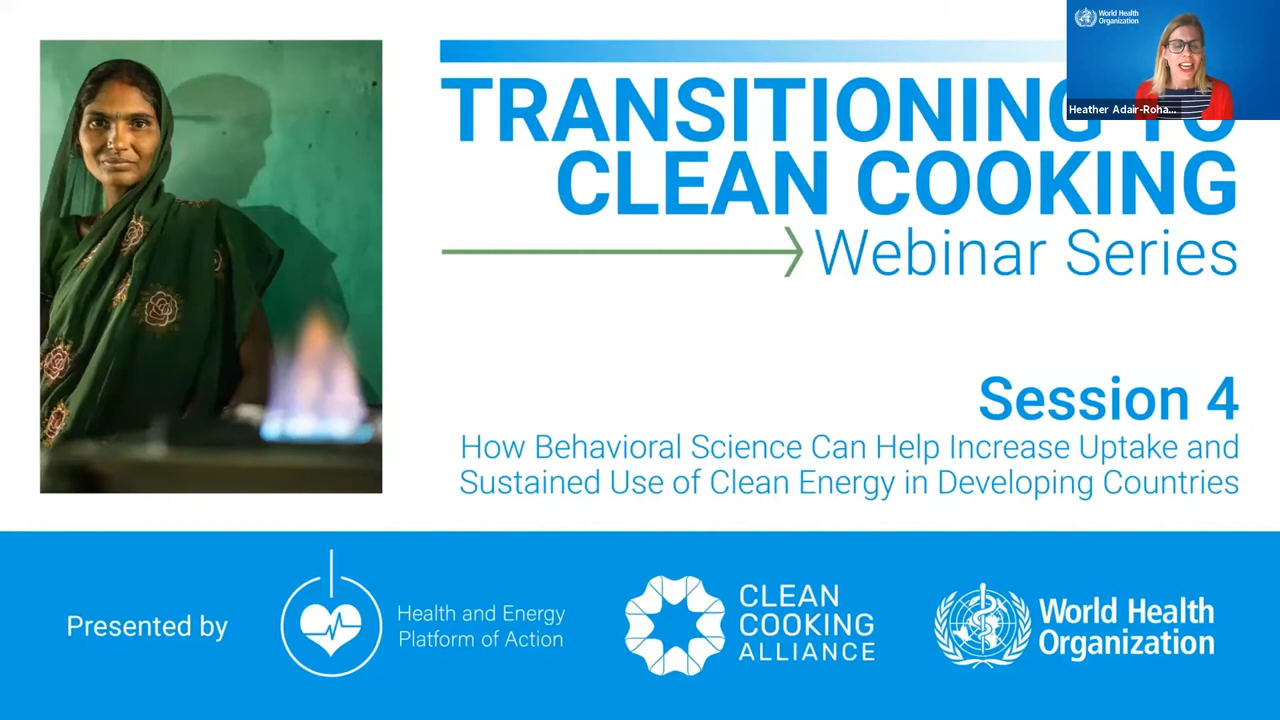 World Health
Organization
Heather Adair-Roha...
TRANSITIONING TO
CLEAN COOKING
Webinar Series
Session 4
How Behavioral Science Can Help Increase Uptake and
Sustained Use of Clean Energy in Developing Countries
Presented by
Health and Energy
Platform of Action
CLEAN
COOKING
ALLIANCE
World Health
Organization